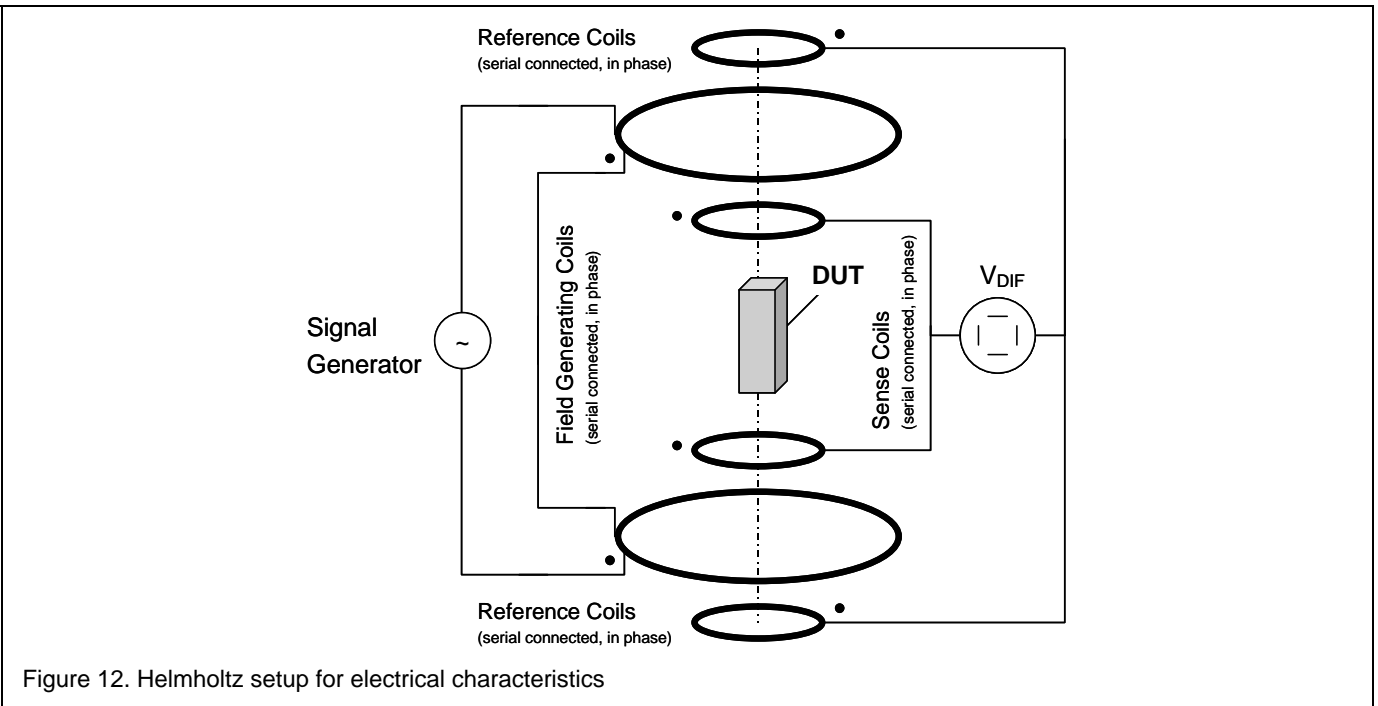 Reference Coils
(serial connected, in phase)
Signal
Generator
~
Field Generating Coils
(serial connected, in phase)
DUT
Sense Coils
(serial connected, in phase)
VDIF
Reference Coils
(serial connected, in phase)
Figure 12. Helmholtz setup for electrical characteristics